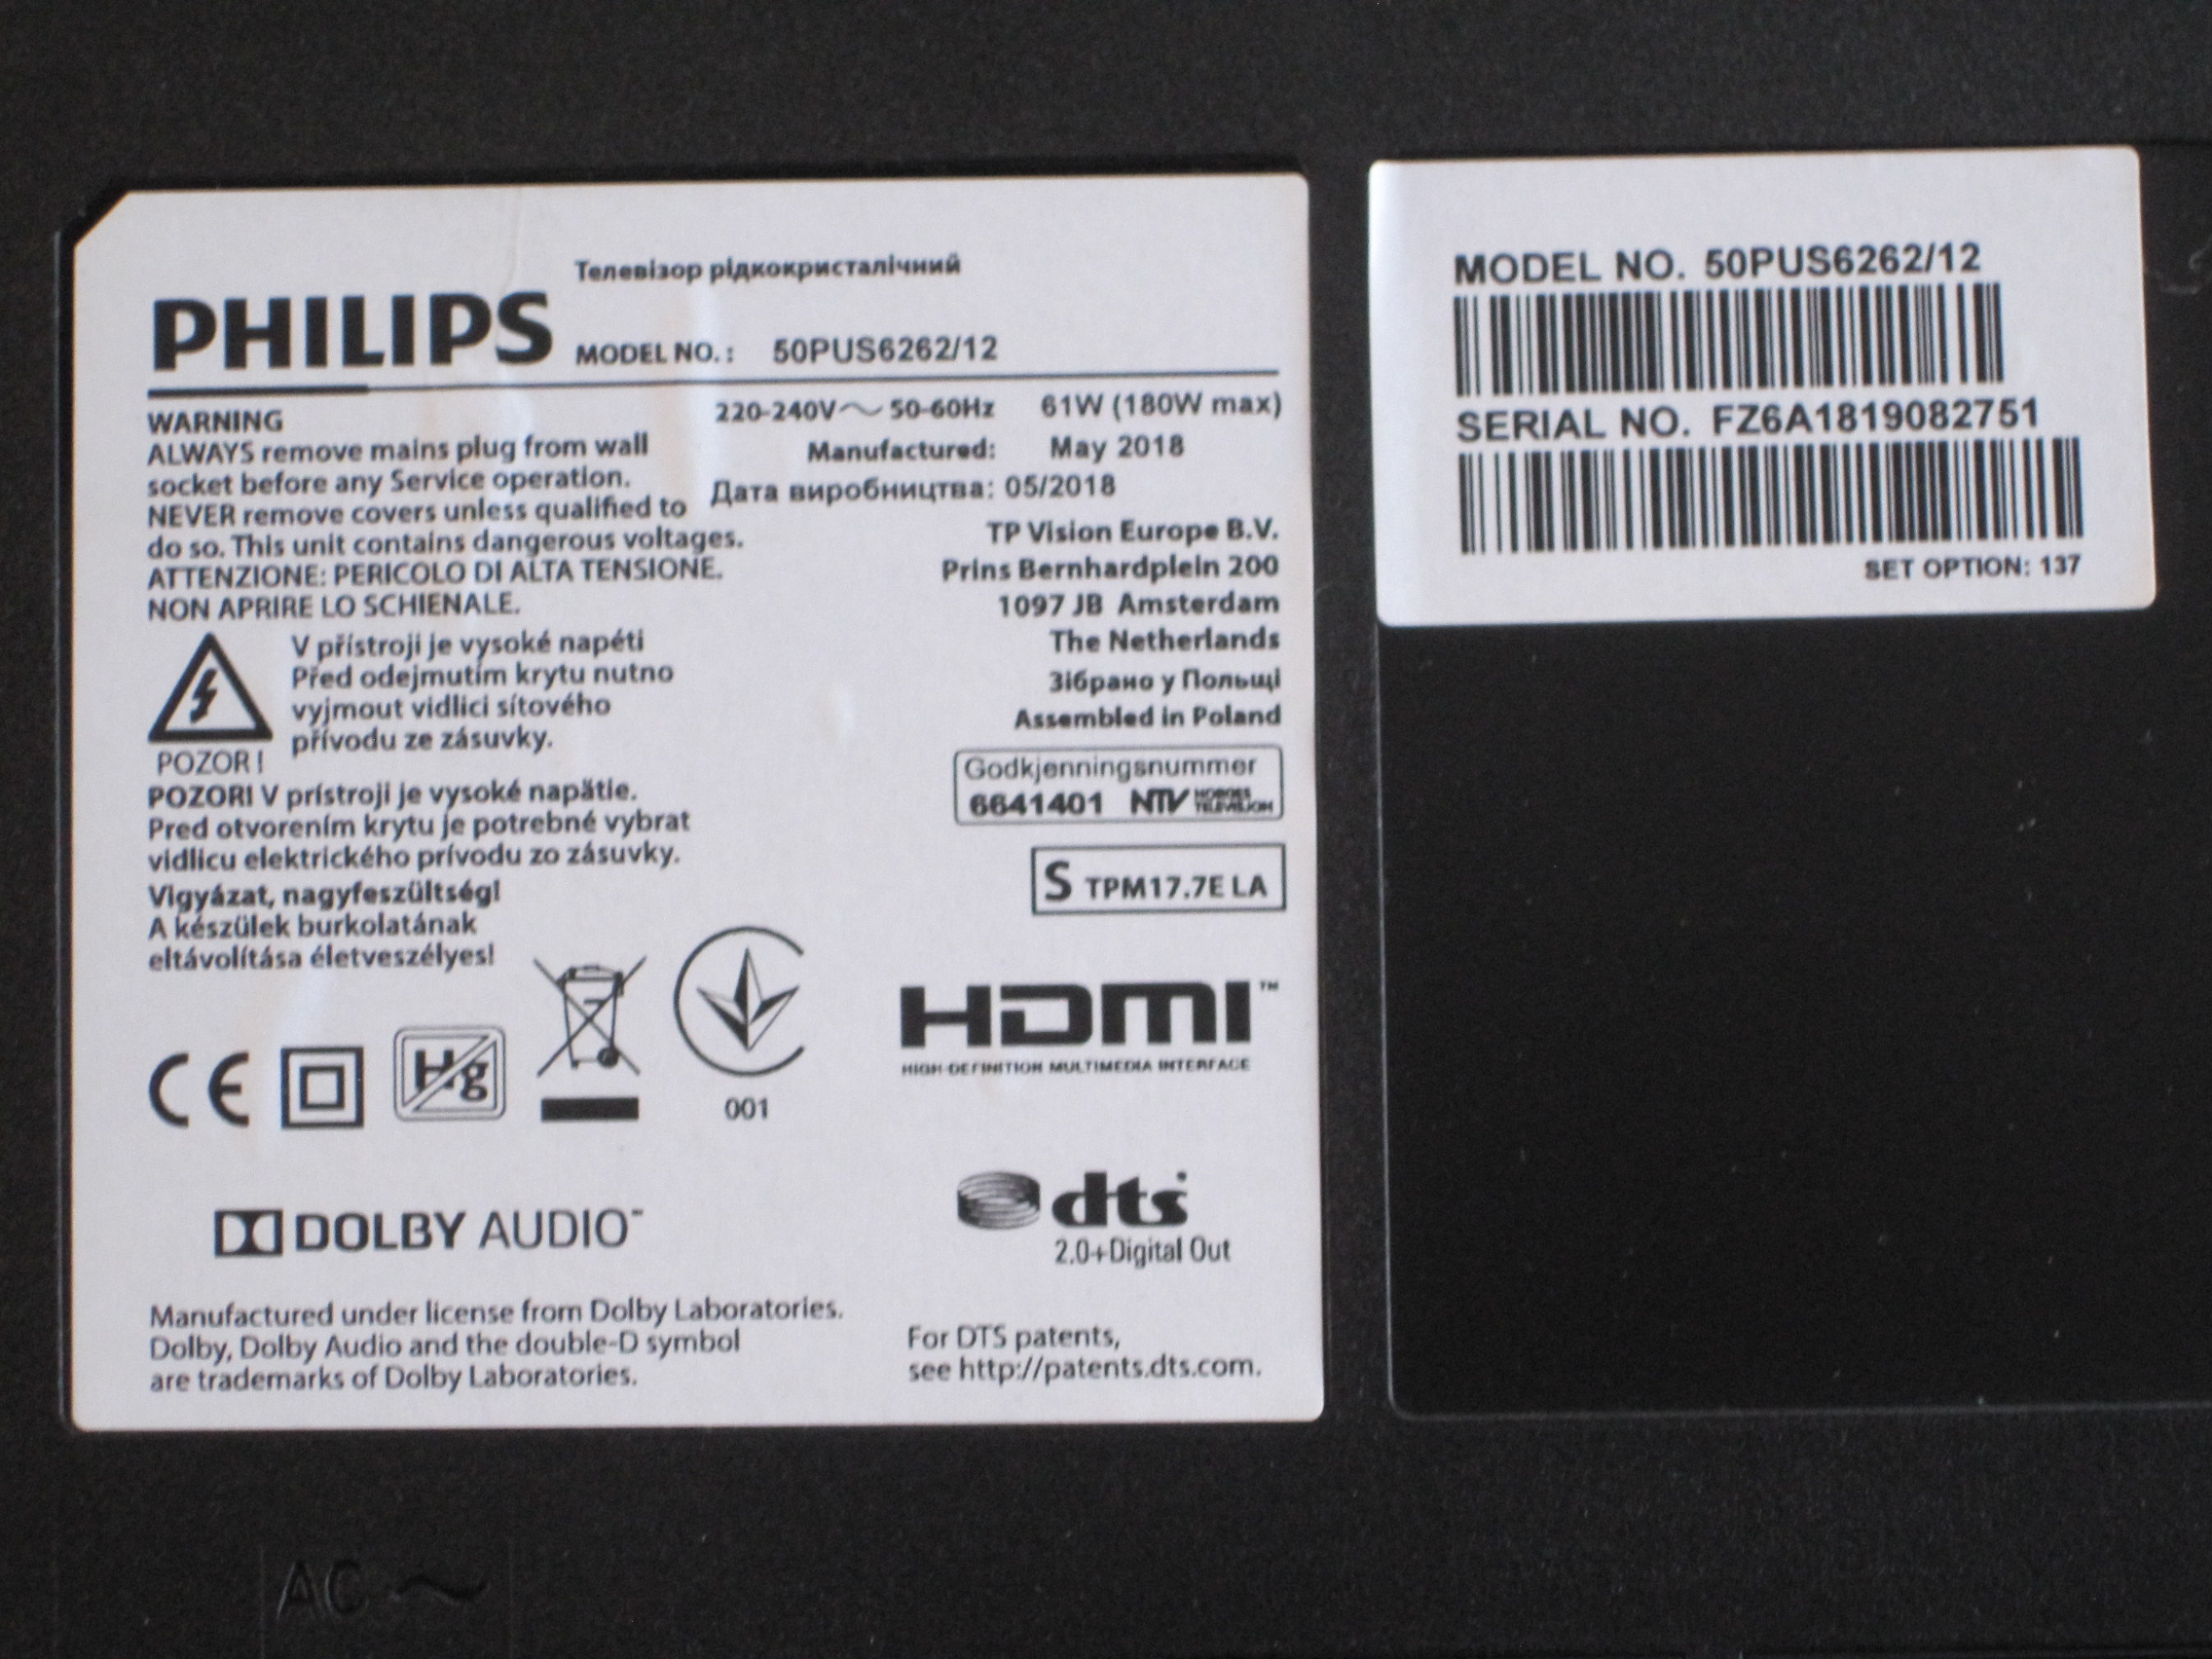 Телевізор рідкокристалічний
PHILIPS
MODEL NO. : 50PUS6262/12
WARNING
ALWAYS remove mains plug from wall
socket before any Service operation.
NEVER remove covers unless qualified to
do so. This unit contains dangerous voltages.
ATTENZIONE: PERICOLO DI ALTA TENSIONE.
NON APRIRE LO SCHIENALE.
V přístroji je vysoké napéti
Před odejmutím krytu nutno
vyjmout vidlici sítového
přívodu ze zásuvky.
POZOR !
POZOR! V prístroji je vysoké napätie.
Pred otvorením krytu je potrebné vybrat
vidlicu elektrického prívodu zo zásuvky.
Vigyázat, nagyfeszültség!
A készülek burkolatának
eltávolítása életveszélyes!
220-240V～ 50-60Hz 61W (180W max)
Manufactured: May 2018
Дата виробництва: 05/2018
TP Vision Europe B.V.
Prins Bernhardplein 200
1097 JB Amsterdam
The Netherlands
Зібрано у Польщі
Assembled in Poland
Godkjenningsnummer
6641401 NTV NORGES
TELEVISJON
S TPM17.7E LA
CE
Hg
001
HDMI™
HIGH-DEFINITION MULTIMEDIA INTERFACE
DOLBY AUDIO™
dts
2.0+Digital Out
Manufactured under license from Dolby Laboratories.
Dolby, Dolby Audio and the double-D symbol
are trademarks of Dolby Laboratories.
For DTS patents,
see http://patents.dts.com.
MODEL NO. 50PUS6262/12
SERIAL NO. FZ6A1819082751
SET OPTION: 137
AC ～